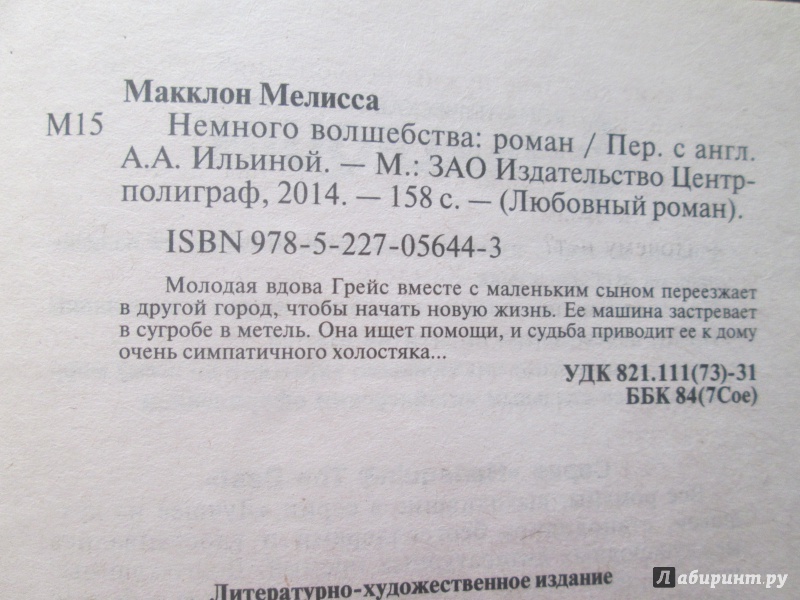 Макклон Мелисса
М15 Немного волшебства: роман / Пер. с англ.
А.А. Ильиной. — М.: ЗАО Издательство Центр-
полиграф, 2014. — 158 с. — (Любовный роман).
ISBN 978-5-227-05644-3
Молодая вдова Грейс вместе с маленьким сыном переезжает
в другой город, чтобы начать новую жизнь. Ее машина застревает
в сугробе в метель. Она ищет помощи, и судьба приводит ее к дому
очень симпатичного холостяка...
УДК 821.111(73)-31
ББК 84(7Сое)
Литературно-художественное издание
Лабиринт.ру